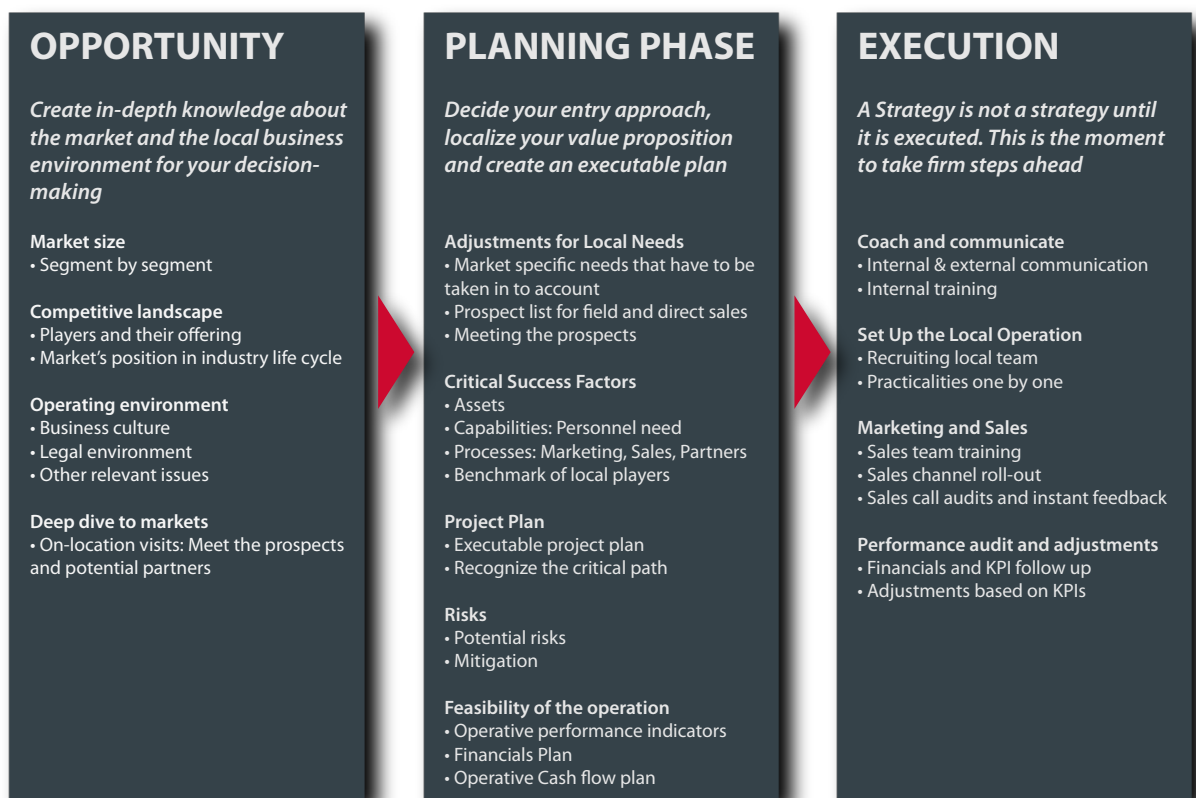 OPPORTUNITY
Create in-depth knowledge about
the market and the local business
environment for your decision-
making
Market size
• Segment by segment
Competitive landscape
• Players and their offering
• Market's position in industry life cycle
Operating environment
• Business culture
• Legal environment
• Other relevant issues
Deep dive to markets
• On-location visits: Meet the prospects
and potential partners
PLANNING PHASE
Decide your entry approach,
localize your value proposition
and create an executable plan
Adjustments for Local Needs
• Market specific needs that have to be
taken in to account
• Prospect list for field and direct sales
• Meeting the prospects
Critical Success Factors
• Assets
• Capabilities: Personnel need
• Processes: Marketing, Sales, Partners
• Benchmark of local players
Project Plan
• Executable project plan
• Recognize the critical path
Risks
• Potential risks
• Mitigation
Feasibility of the operation
• Operative performance indicators
• Financials Plan
• Operative Cash flow plan
EXECUTION
A Strategy is not a strategy until
it is executed. This is the moment
to take firm steps ahead
Coach and communicate
• Internal & external communication
• Internal training
Set Up the Local Operation
• Recruiting local team
• Practicalities one by one
Marketing and Sales
• Sales team training
• Sales channel roll-out
• Sales call audits and instant feedback
Performance audit and adjustments
• Financials and KPI follow up
• Adjustments based on KPIs